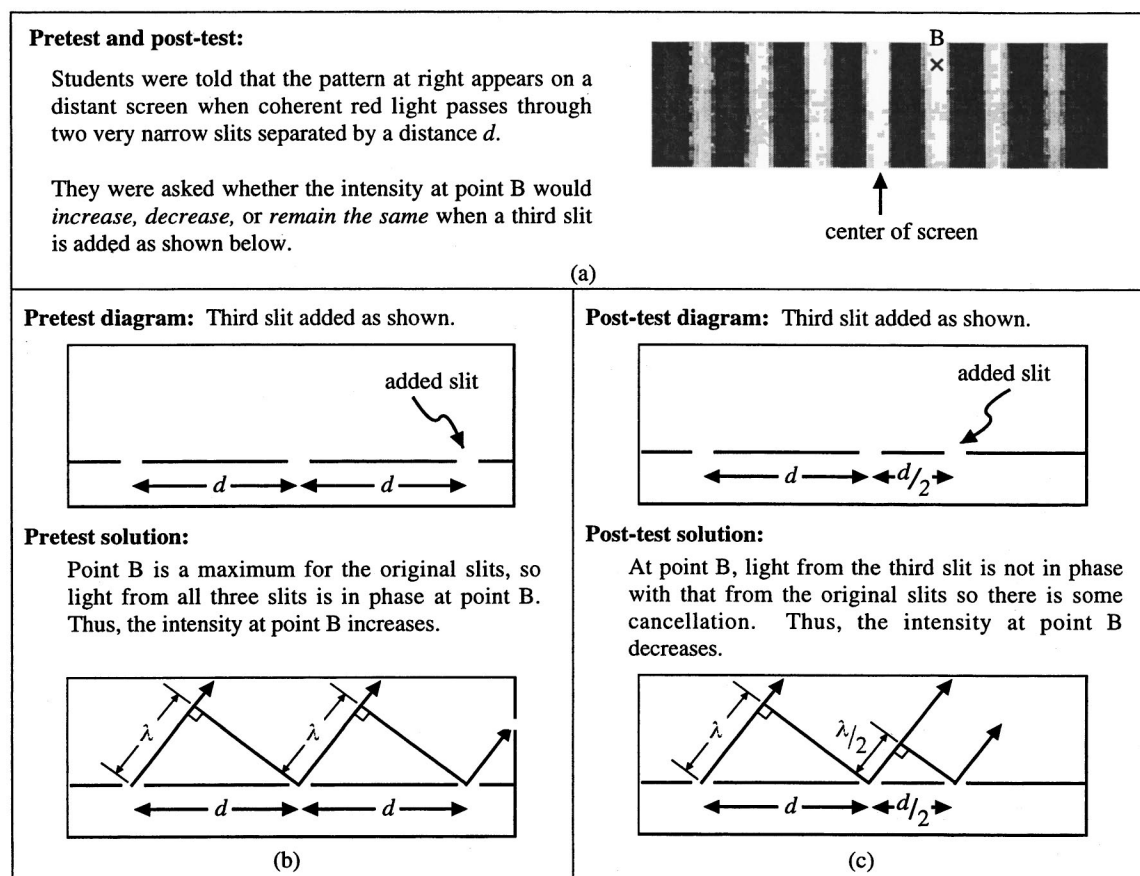 Pretest and post-test:
Students were told that the pattern at right appears on a
distant screen when coherent red light passes through
two very narrow slits separated by a distance d.
They were asked whether the intensity at point B would
increase, decrease, or remain the same when a third slit
is added as shown below.
B
×
center of screen
(a)
Pretest diagram: Third slit added as shown.
added slit
d
d
Pretest solution:
Point B is a maximum for the original slits, so
light from all three slits is in phase at point B.
Thus, the intensity at point B increases.
λ
λ
d
d
(b)
Post-test diagram: Third slit added as shown.
added slit
d
d/2
Post-test solution:
At point B, light from the third slit is not in phase
with that from the original slits so there is some
cancellation. Thus, the intensity at point B
decreases.
λ
λ/2
d
d/2
(c)